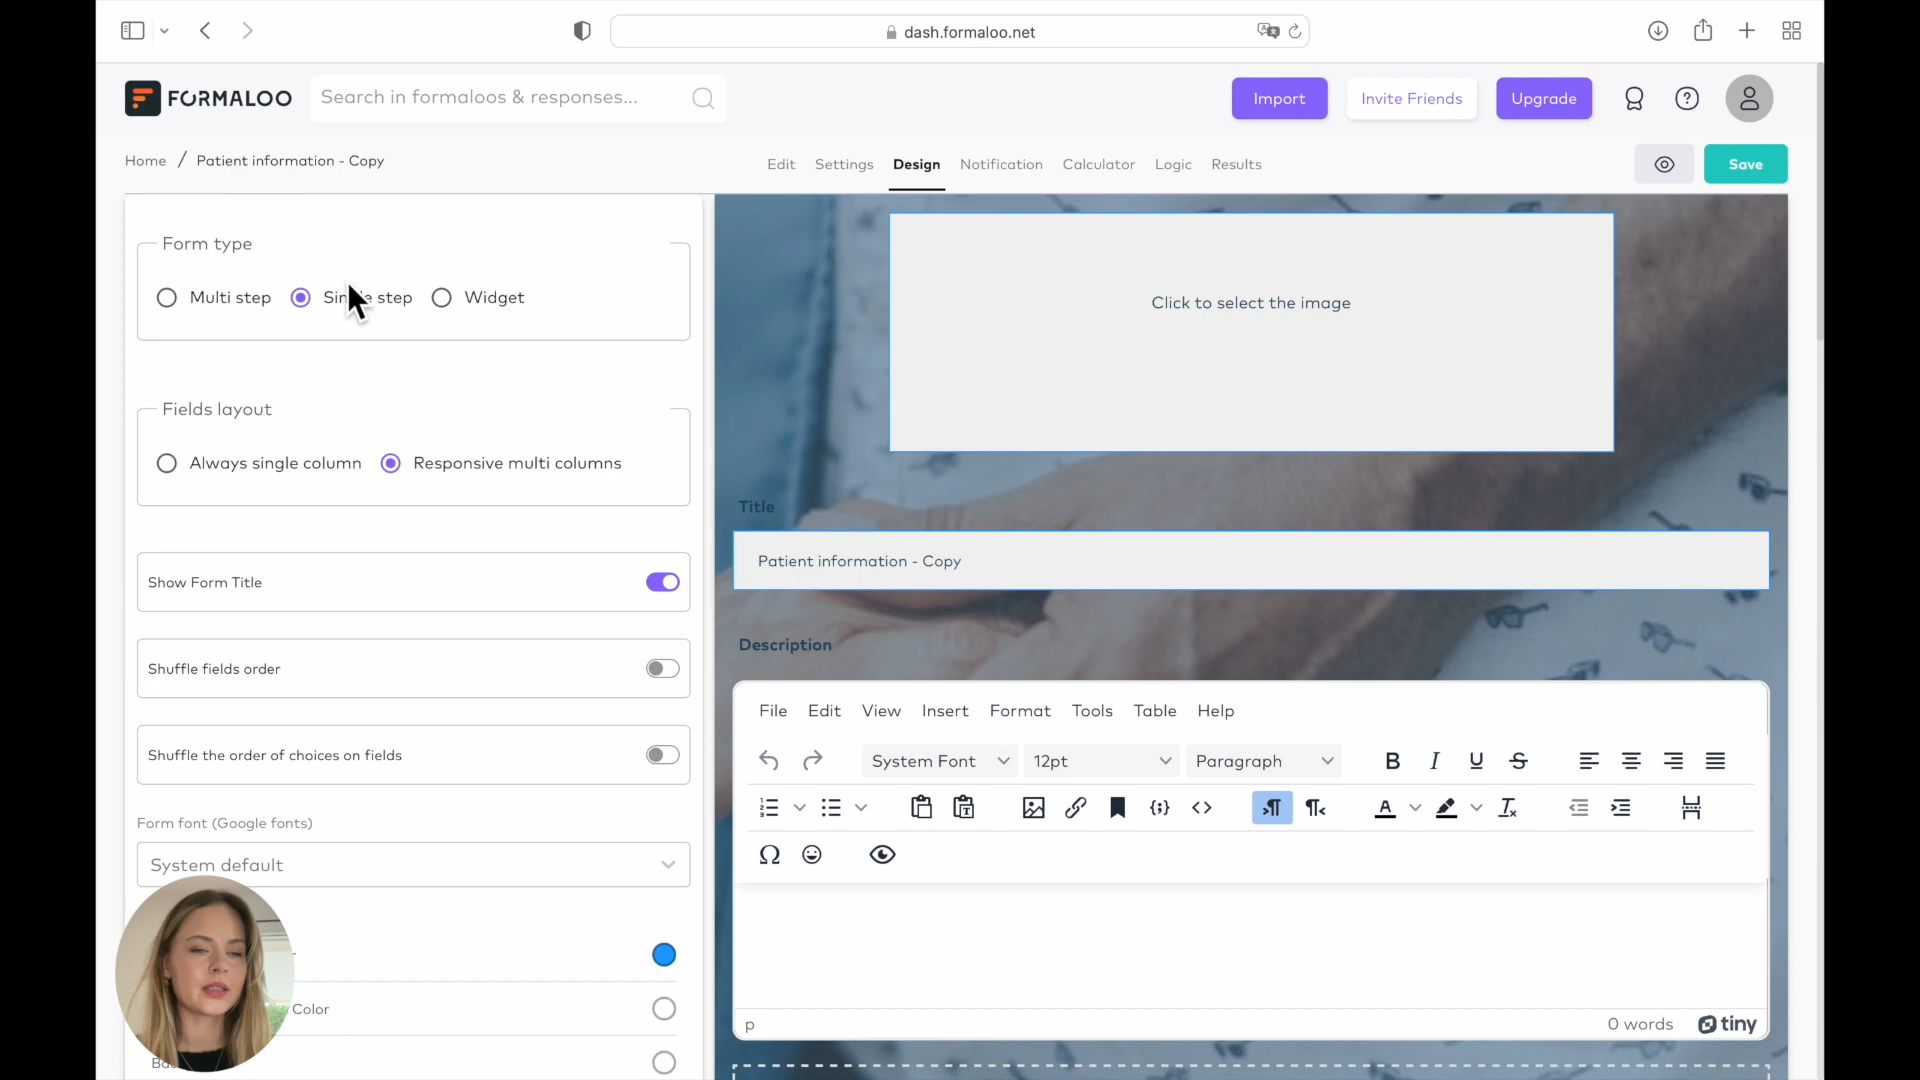 dash.formaloo.net
FORMALOO
Search in formaloos & responses...
Import
Invite Friends
Upgrade
Home / Patient information - Copy
Edit
Settings
Design
Notification
Calculator
Logic
Results
Save
Form type
Multi step
Single step
Widget
Fields layout
Always single column
Responsive multi columns
Show Form Title
Shuffle fields order
Shuffle the order of choices on fields
Form font (Google fonts)
System default
Color
Click to select the image
Title
Patient information - Copy
Description
File Edit View Insert Format Tools Table Help
System Font
12pt
Paragraph
p
0 words
tiny